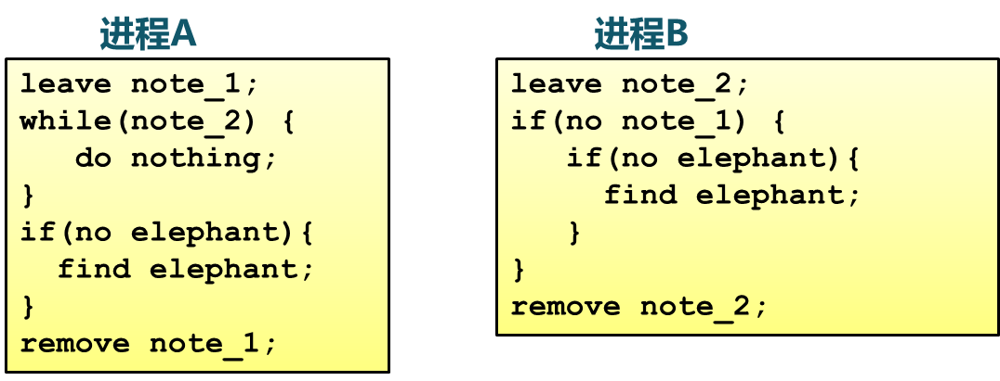 进程A
leave note_1;
while(note_2) {
do nothing;
}
if(no elephant){
find elephant;
}
remove note_1;
进程B
leave note_2;
if(no note_1) {
if(no elephant){
find elephant;
}
}
remove note_2;